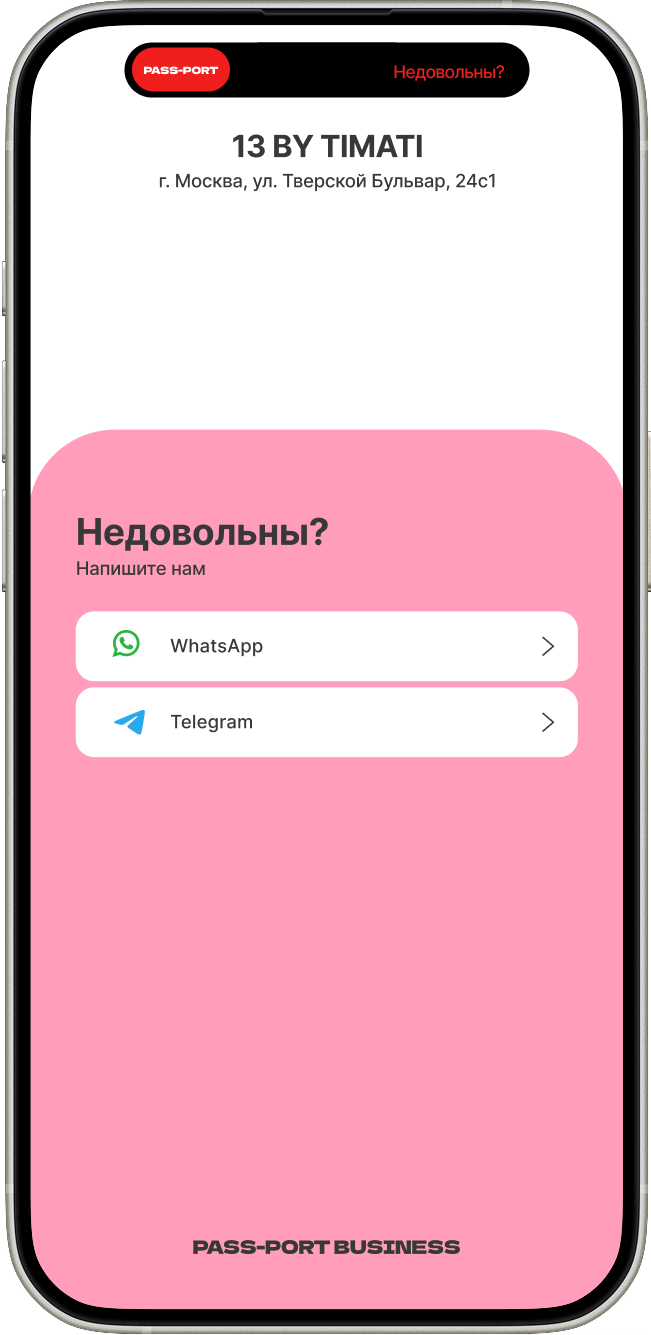 PASS-PORT
Недовольны?
13 BY TIMATI
г. Москва, ул. Тверской Бульвар, 24с1
Недовольны?
Напишите нам
WhatsApp
Telegram
PASS-PORT BUSINESS